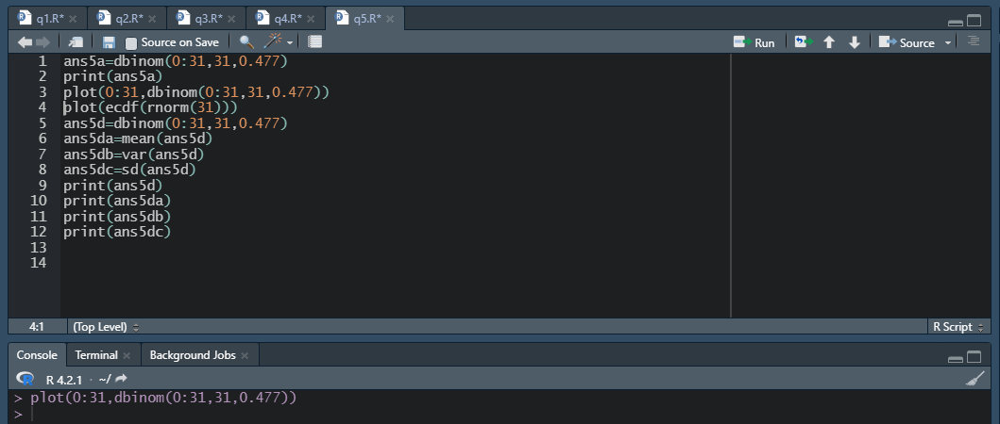 q1.R* q2.R* q3.R* q4.R* q5.R*
Source on Save Run Source
1 ans5a=dbinom(0:31,31,0.477)
2 print(ans5a)
3 plot(0:31,dbinom(0:31,31,0.477))
4 plot(ecdf(rnorm(31)))
5 ans5d=dbinom(0:31,31,0.477)
6 ans5da=mean(ans5d)
7 ans5db=var(ans5d)
8 ans5dc=sd(ans5d)
9 print(ans5d)
10 print(ans5da)
11 print(ans5db)
12 print(ans5dc)
13
14
4:1 (Top Level) R Script
Console Terminal Background Jobs
R R 4.2.1 · ~/
> plot(0:31,dbinom(0:31,31,0.477))
>